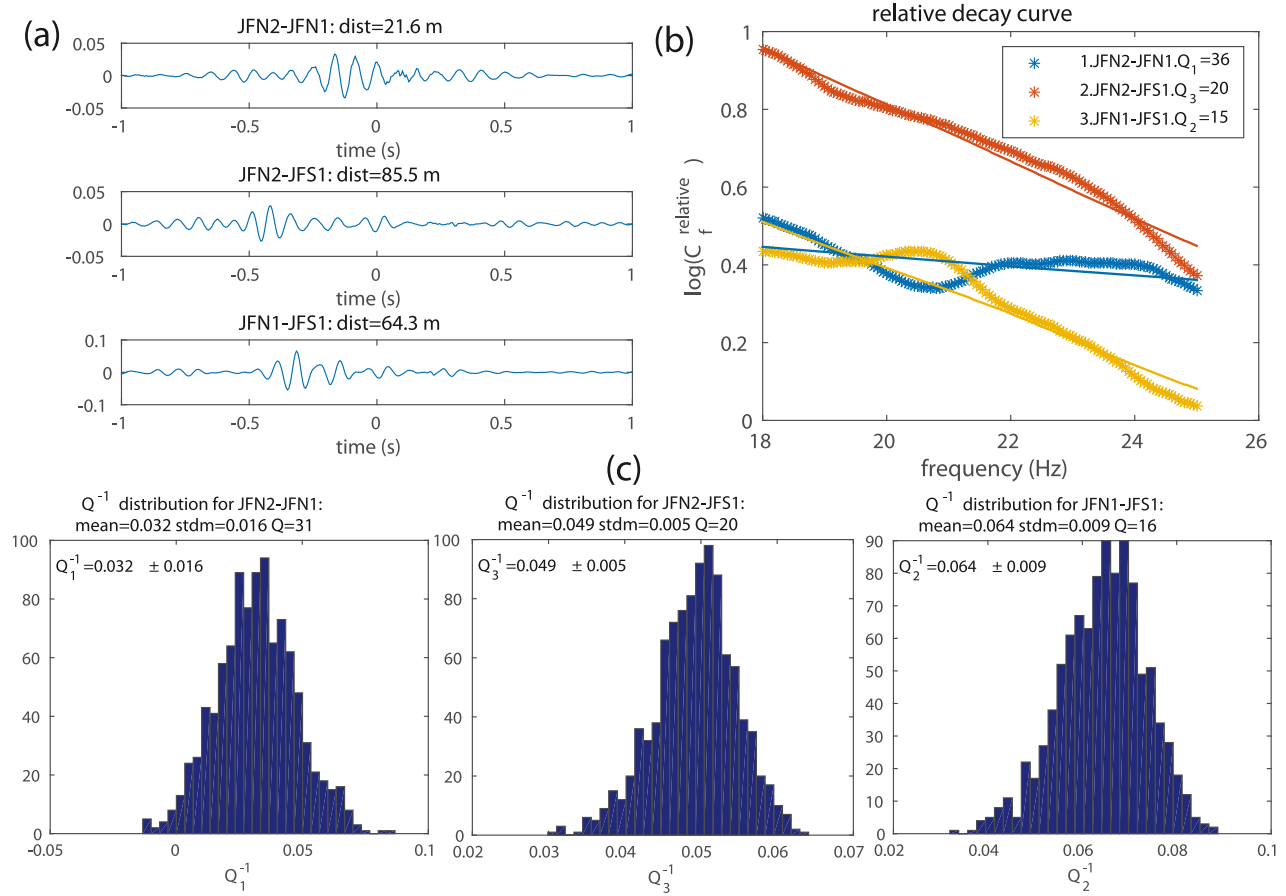 (a)
JFN2-JFN1: dist=21.6 m
0.05
0
-0.05
-1 -0.5 0 0.5 1
time (s)
JFN2-JFS1: dist=85.5 m
0.05
0
-0.05
-1 -0.5 0 0.5 1
time (s)
JFN1-JFS1: dist=64.3 m
0.1
0
-0.1
-1 -0.5 0 0.5 1
time (s)
(b)
relative decay curve
1.JFN2-JFN1.Q1=36
2.JFN2-JFS1.Q3=20
3.JFN1-JFS1.Q2=15
log(C f relative)
1
0.8
0.6
0.4
0.2
0
18 20 22 24 26
frequency (Hz)
(c)
Q-1 distribution for JFN2-JFN1:
mean=0.032 stdm=0.016 Q=31
Q1-1=0.032 ± 0.016
100
80
60
40
20
0
-0.05 0 0.05 0.1
Q1-1
Q-1 distribution for JFN2-JFS1:
mean=0.049 stdm=0.005 Q=20
Q3-1=0.049 ± 0.005
100
80
60
40
20
0
0.02 0.03 0.04 0.05 0.06 0.07
Q3-1
Q-1 distribution for JFN1-JFS1:
mean=0.064 stdm=0.009 Q=16
Q2-1=0.064 ± 0.009
90
80
70
60
50
40
30
20
10
0
0.02 0.04 0.06 0.08 0.1
Q2-1